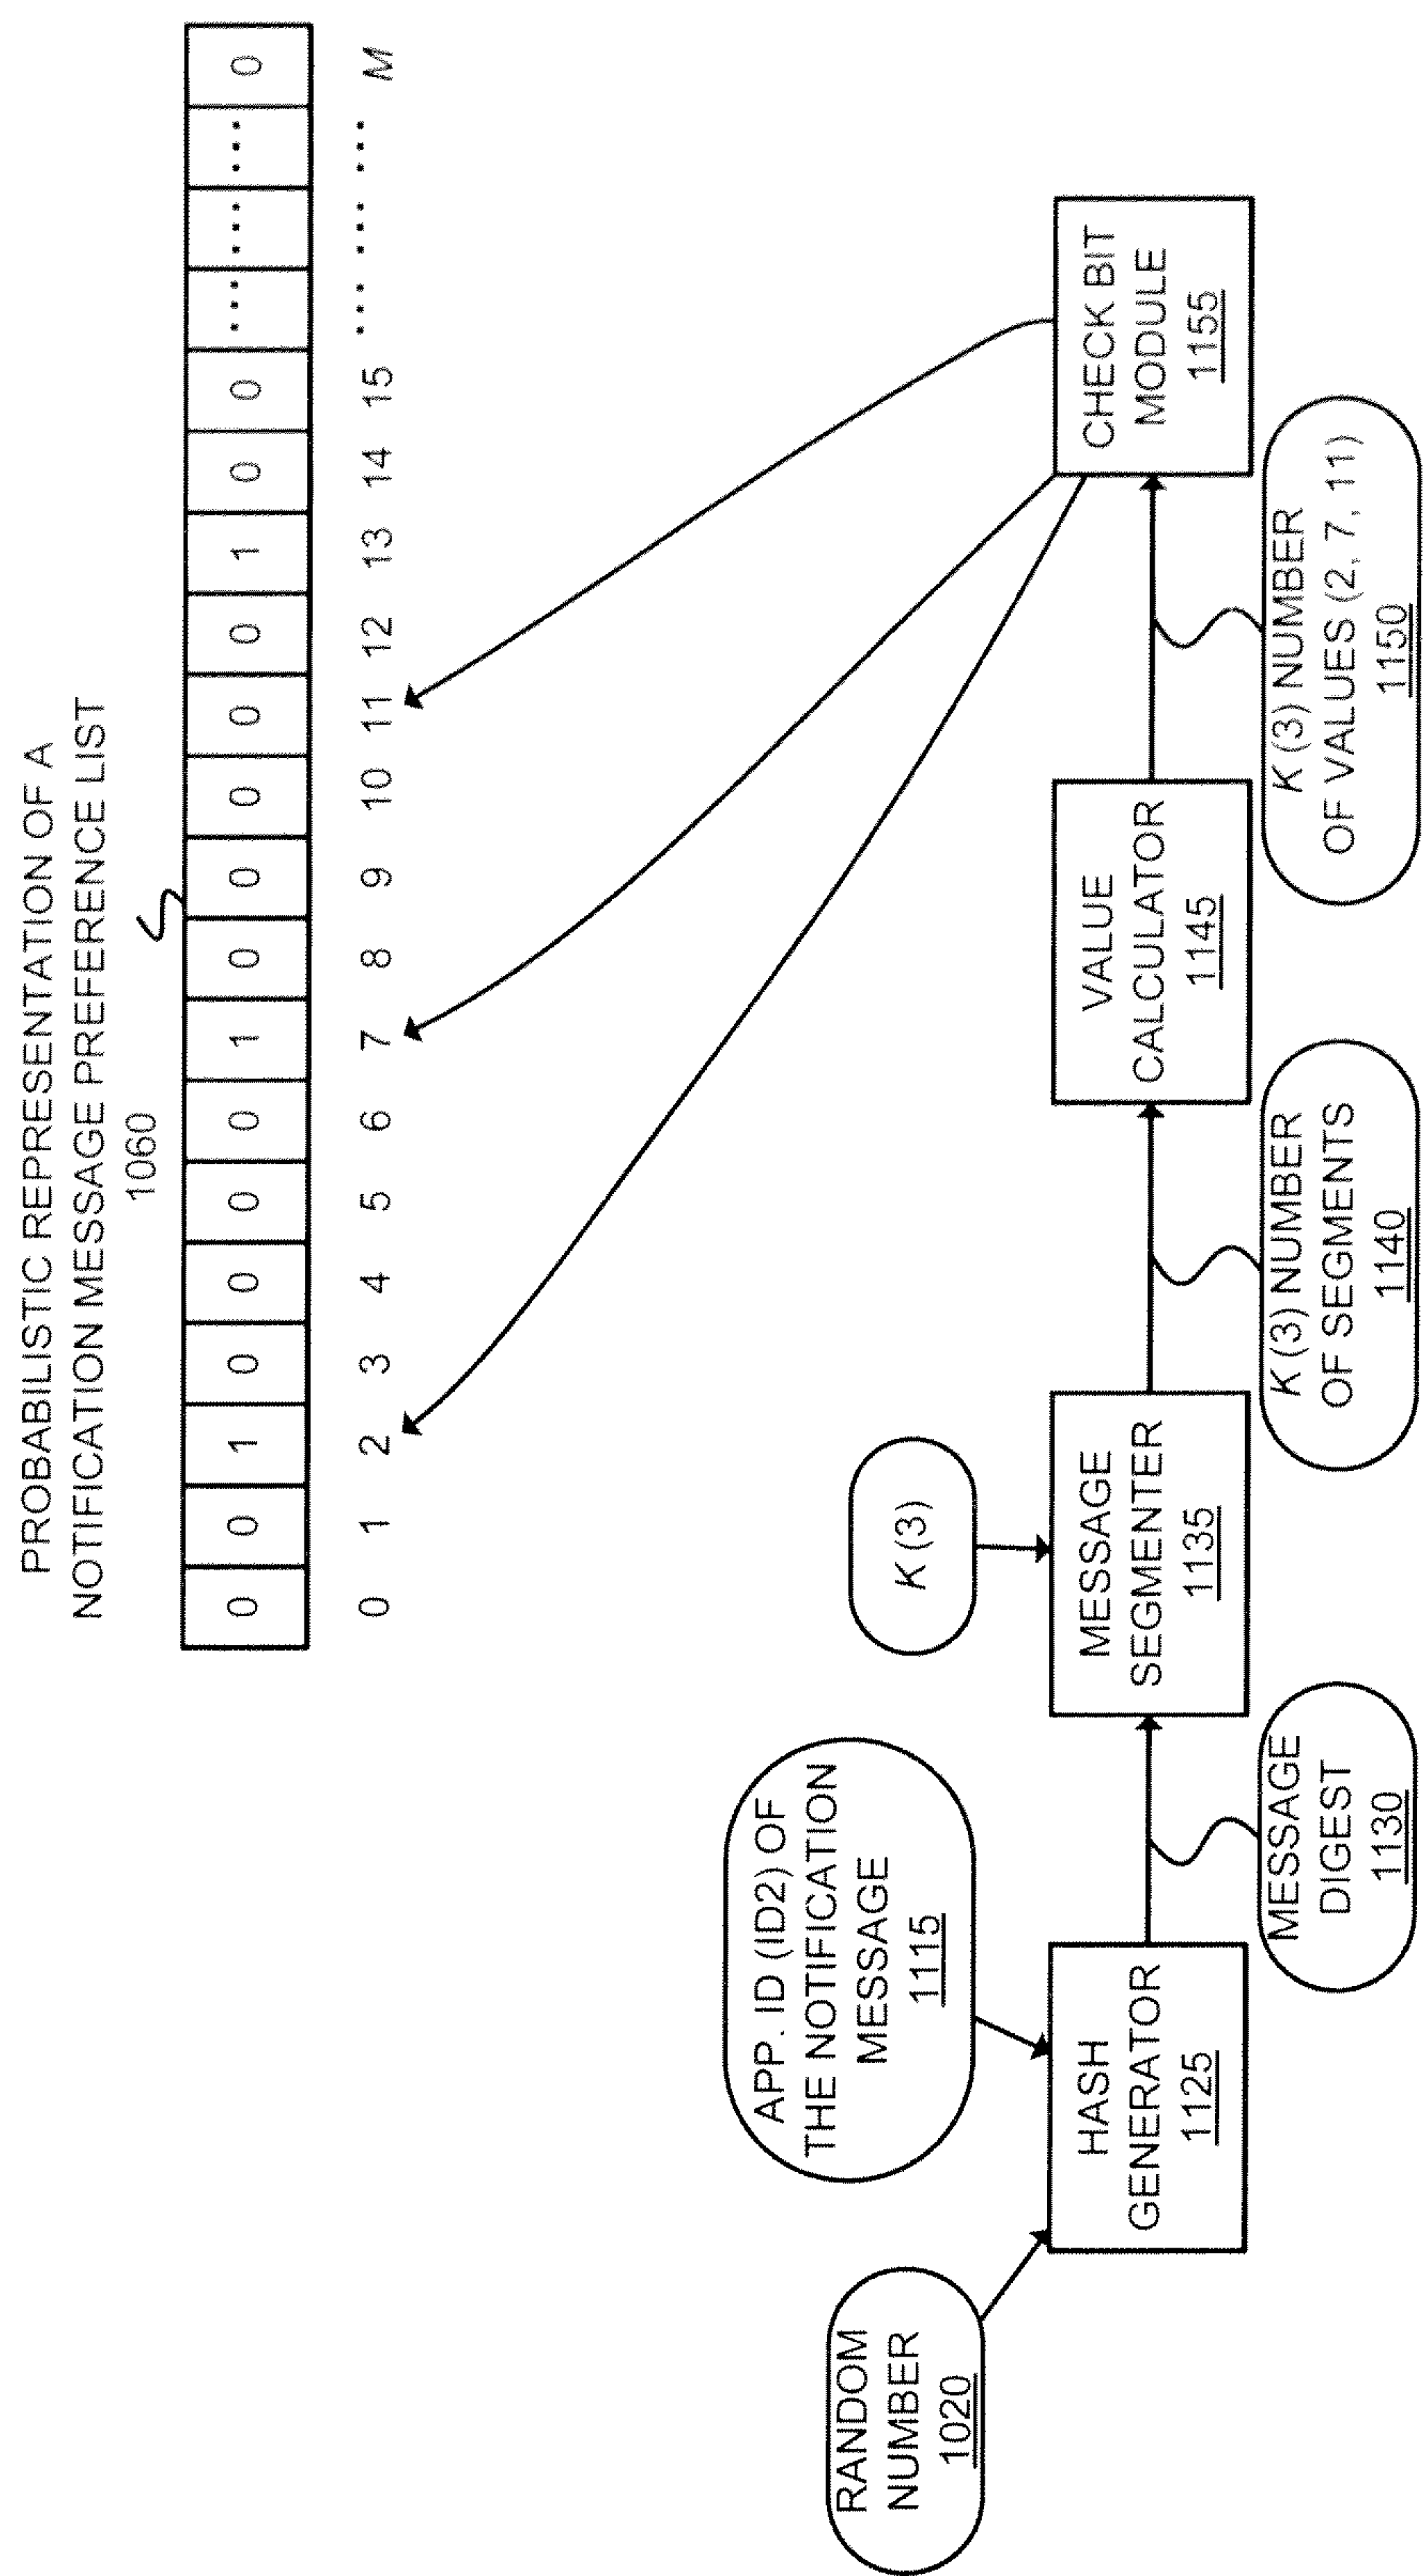 PROBABILISTIC REPRESENTATION OF A
NOTIFICATION MESSAGE PREFERENCE LIST
1060
0 0 1 0 0 0 0 1 0 0 0 0 0 1 0 0 ... ... ... 0
0 1 2 3 4 5 6 7 8 9 10 11 12 13 14 15 ... ... ... M
RANDOM
NUMBER
1020
APP. ID (ID2) OF
THE NOTIFICATION
MESSAGE
1115
K (3)
HASH
GENERATOR
1125
MESSAGE
DIGEST
1130
MESSAGE
SEGMENTER
1135
K (3) NUMBER
OF SEGMENTS
1140
VALUE
CALCULATOR
1145
K (3) NUMBER
OF VALUES (2, 7, 11)
1150
CHECK BIT
MODULE
1155